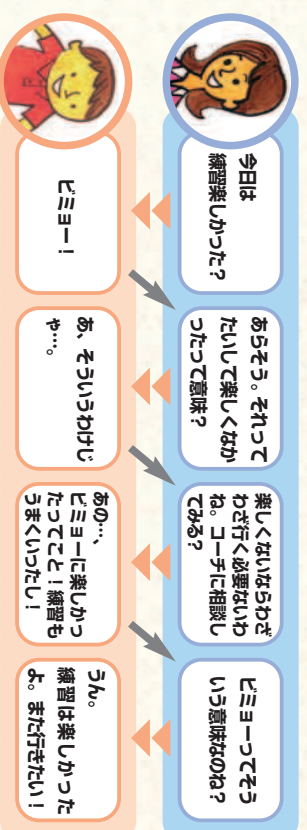 今日は
練習楽しかった?
ビミョー!
あらそう。それって
たいして楽しくなか
ったって意味?
あ、そういうわけじ
ゃ…。
楽しくないならわざ
わざ行く必要ないわ
ね。コーチに相談し
てみる?
あの…、
ビミョーに楽しかっ
たってこと!練習も
うまくいったし!
ビミョーってそう
いう意味なのね?
うん。
練習は楽しかった
よ。また行きたい!